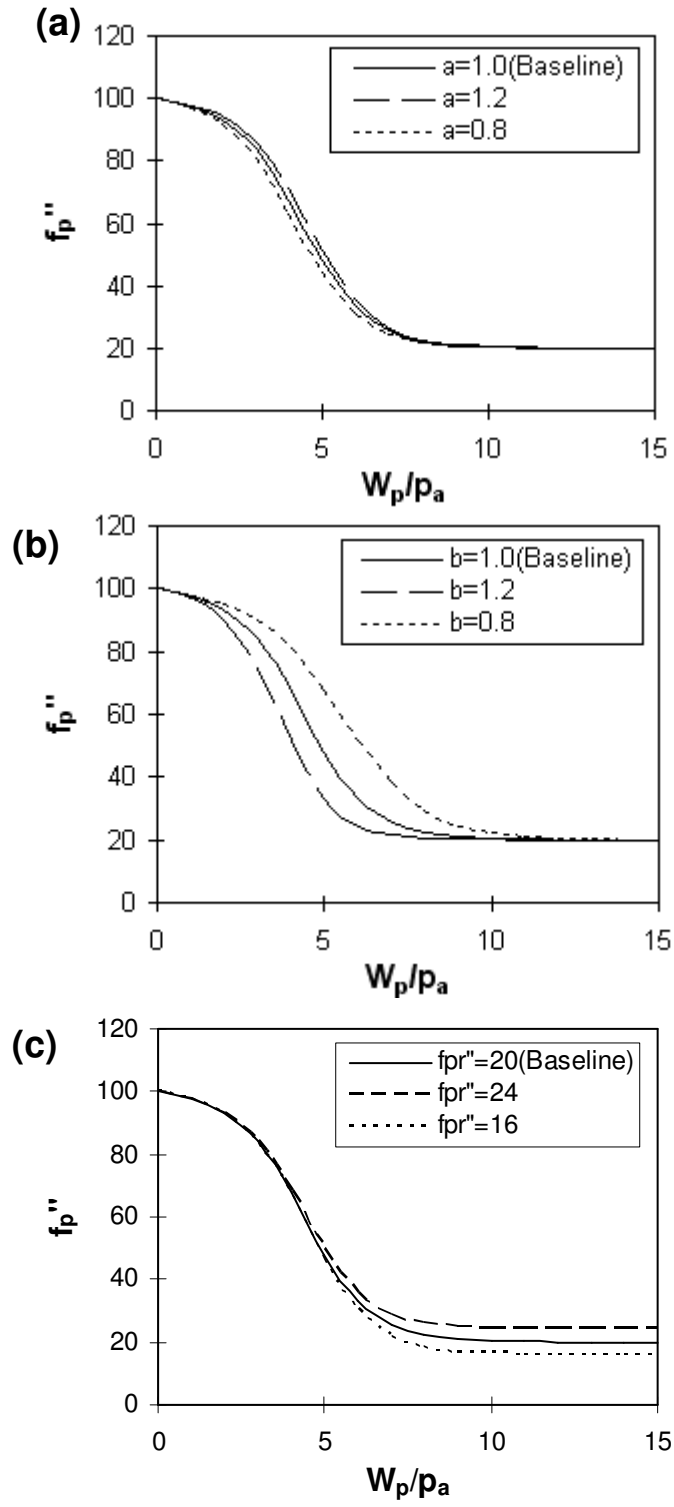 (a)
120
100
80
60
40
20
0
a=1.0(Baseline)
a=1.2
a=0.8
fp''
0 5 10 15
Wp/pa
(b)
120
100
80
60
40
20
0
b=1.0(Baseline)
b=1.2
b=0.8
fp''
0 5 10 15
Wp/pa
(c)
120
100
80
60
40
20
0
fpr"=20(Baseline)
fpr"=24
fpr"=16
fp''
0 5 10 15
Wp/pa